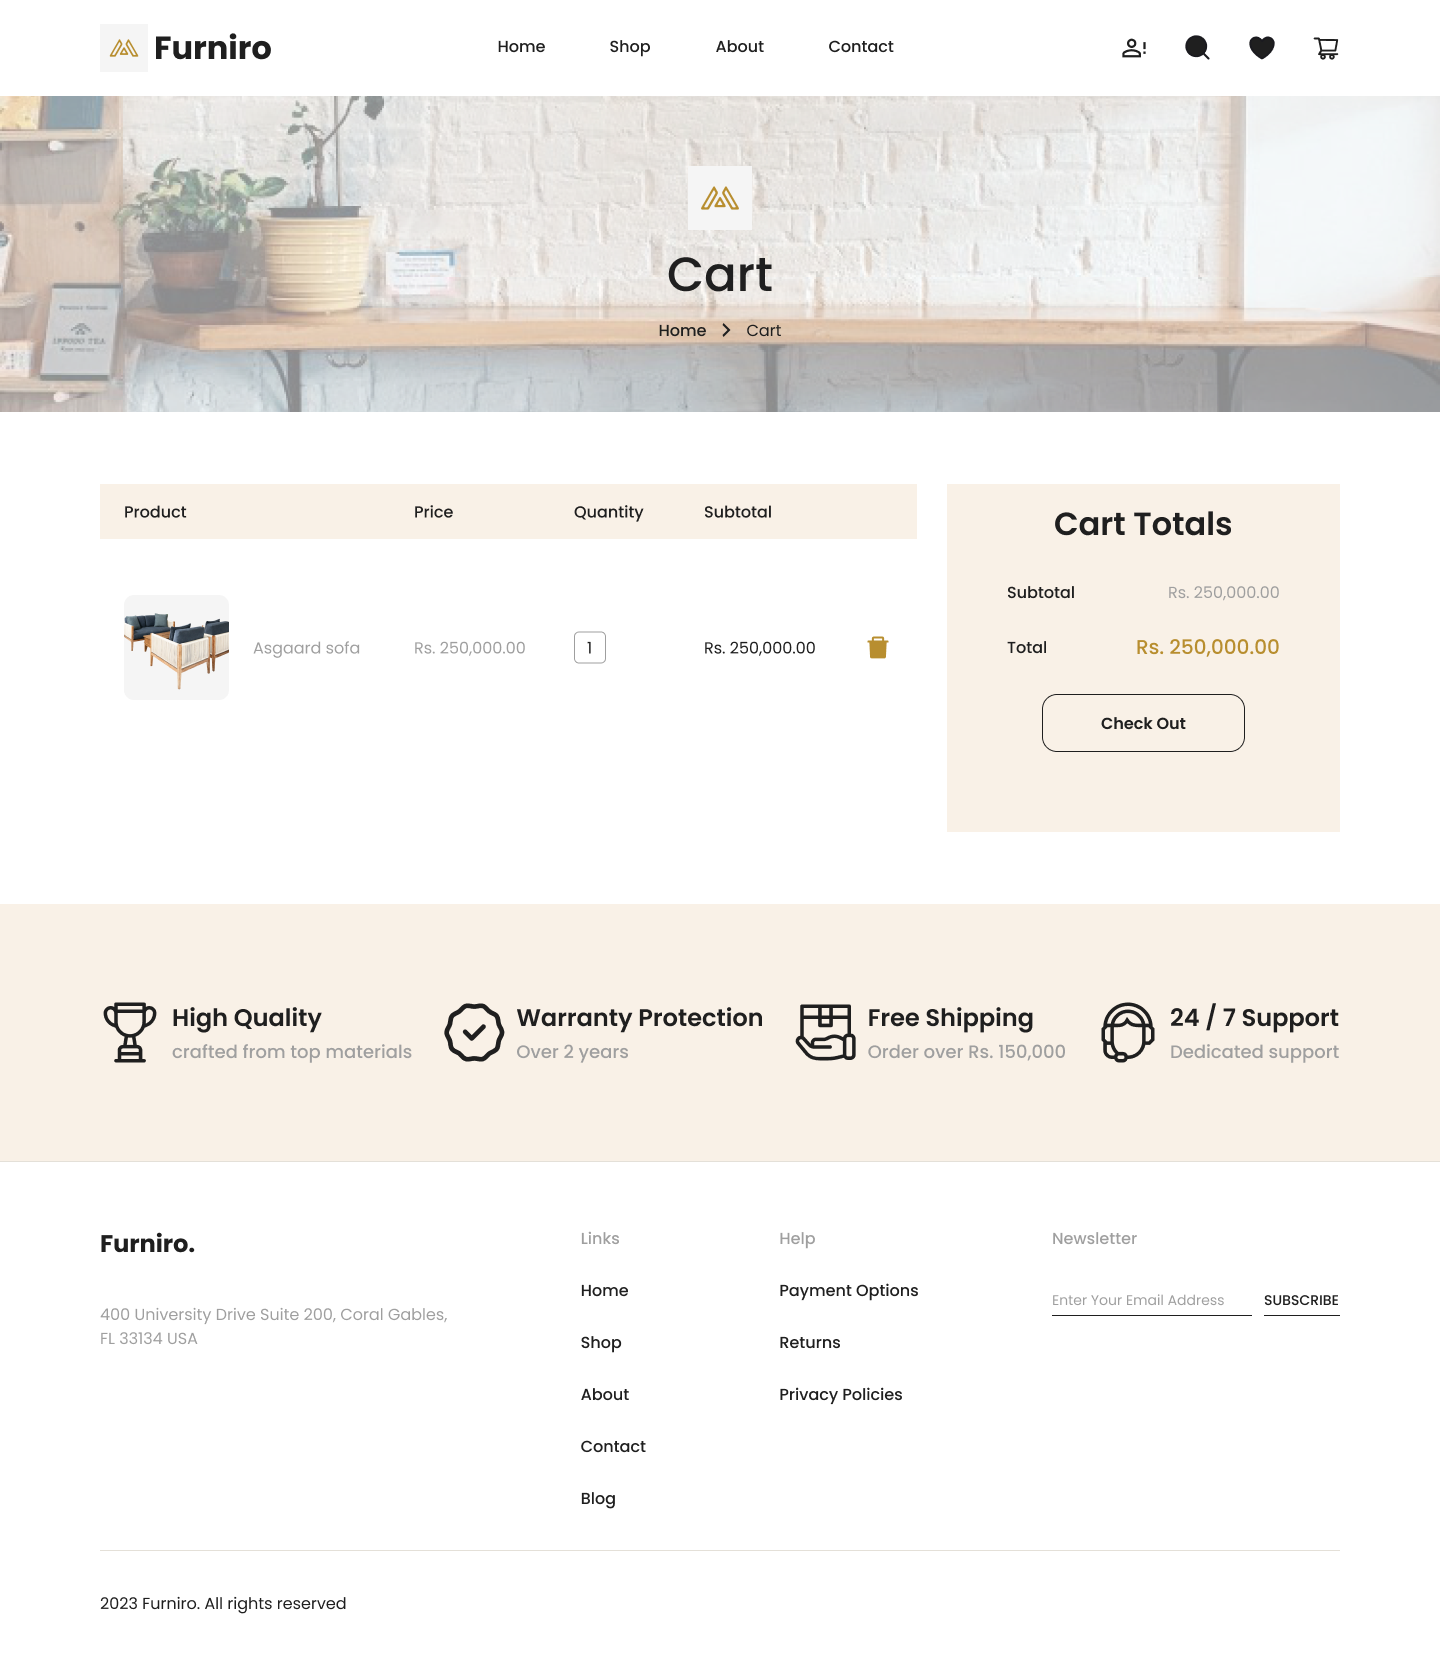 Furniro
Home
Shop
About
Contact
IPPODO TEA
Cart
Home
Cart
Product
Price
Quantity
Subtotal
Asgaard sofa
Rs. 250,000.00
1
Rs. 250,000.00
Cart Totals
Subtotal
Rs. 250,000.00
Total
Rs. 250,000.00
Check Out
High Quality
crafted from top materials
Warranty Protection
Over 2 years
Free Shipping
Order over Rs. 150,000
24 / 7 Support
Dedicated support
Furniro.
400 University Drive Suite 200, Coral Gables,
FL 33134 USA
Links
Home
Shop
About
Contact
Blog
Help
Payment Options
Returns
Privacy Policies
Newsletter
Enter Your Email Address
SUBSCRIBE
2023 Furniro. All rights reserved